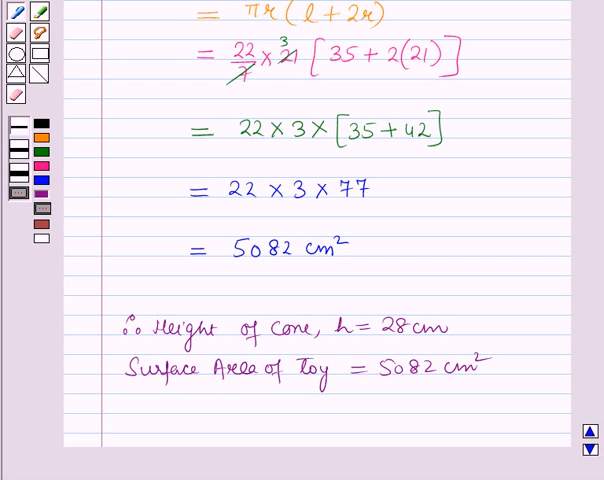 = πr(l + 2r)
= 22/7 × 21 3 [35 + 2(21)]
= 22 × 3 × [35 + 42]
= 22 × 3 × 77
= 5082 cm²
∴ Height of Cone, h = 28 cm
Surface Area of Toy = 5082 cm²